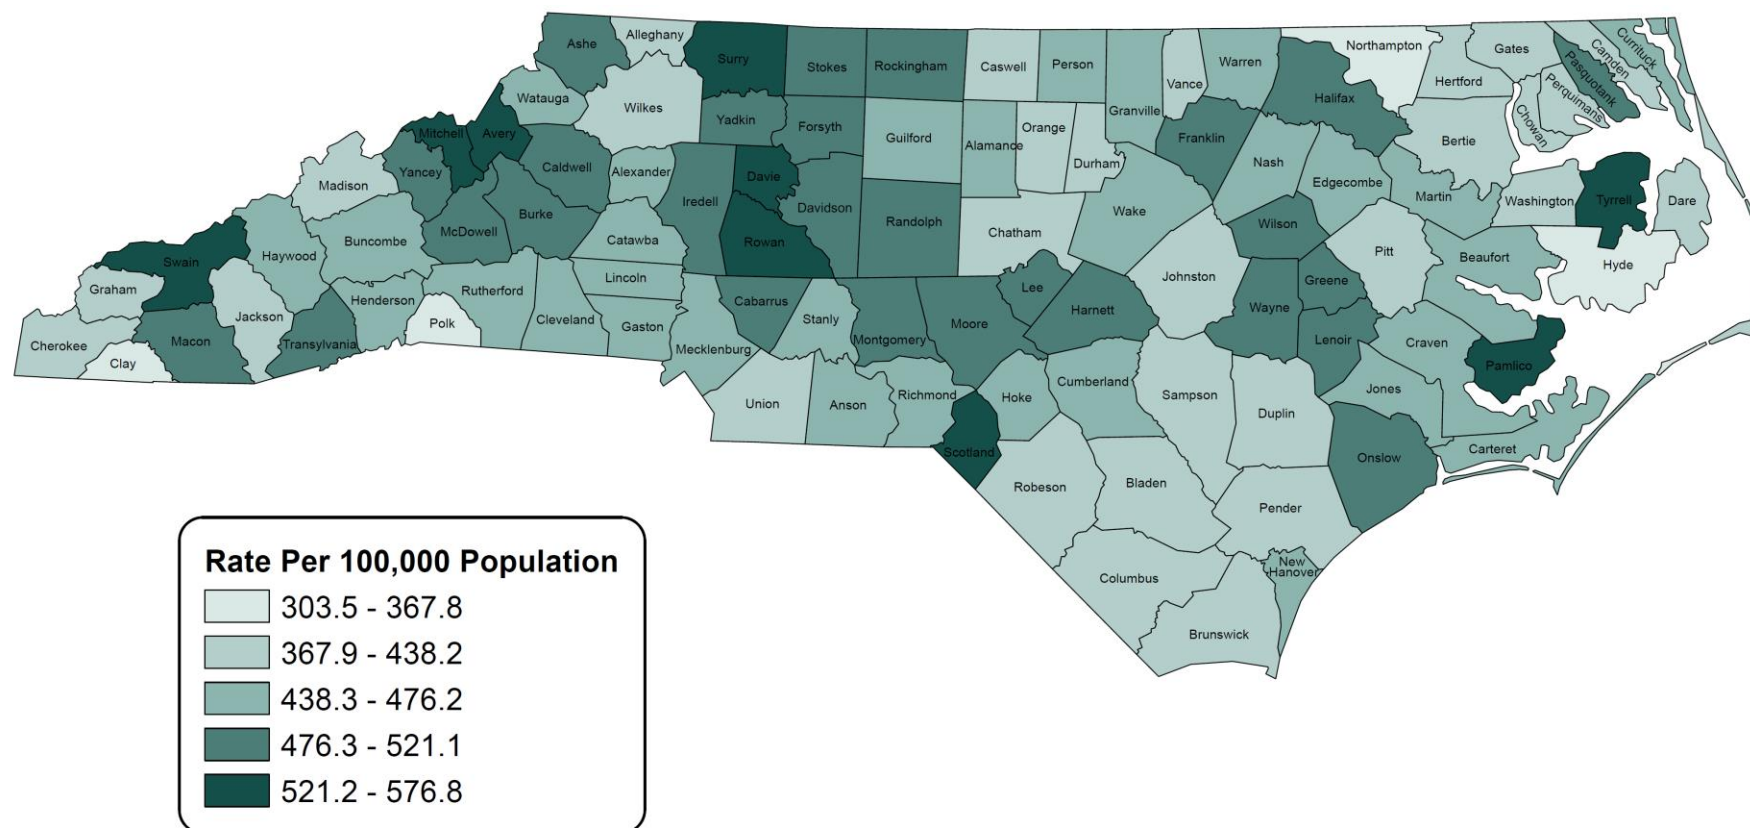 Ashe
Alleghany
Surry
Stokes
Rockingham
Caswell
Person
Granville
Vance
Warren
Northampton
Halifax
Hertford
Gates
Camden
Currituck
Pasquotank
Perquimans
Chowan
Bertie
Watauga
Wilkes
Yadkin
Forsyth
Guilford
Alamance
Orange
Durham
Franklin
Nash
Edgecombe
Martin
Washington
Tyrrell
Dare
Mitchell
Avery
Yancey
Caldwell
Alexander
Madison
Iredell
Davie
Davidson
Randolph
Chatham
Wake
Wilson
Pitt
Beaufort
Hyde
Burke
McDowell
Buncombe
Haywood
Swain
Graham
Catawba
Rowan
Lincoln
Johnston
Lee
Harnett
Wayne
Greene
Lenoir
Craven
Pamlico
Cherokee
Clay
Macon
Jackson
Transylvania
Henderson
Polk
Rutherford
Cleveland
Gaston
Mecklenburg
Cabarrus
Stanly
Montgomery
Moore
Union
Anson
Richmond
Scotland
Hoke
Cumberland
Sampson
Duplin
Jones
Onslow
Carteret
Robeson
Bladen
Pender
Columbus
New
Hanover
Brunswick
Rate Per 100,000 Population
303.5 - 367.8
367.9 - 438.2
438.3 - 476.2
476.3 - 521.1
521.2 - 576.8